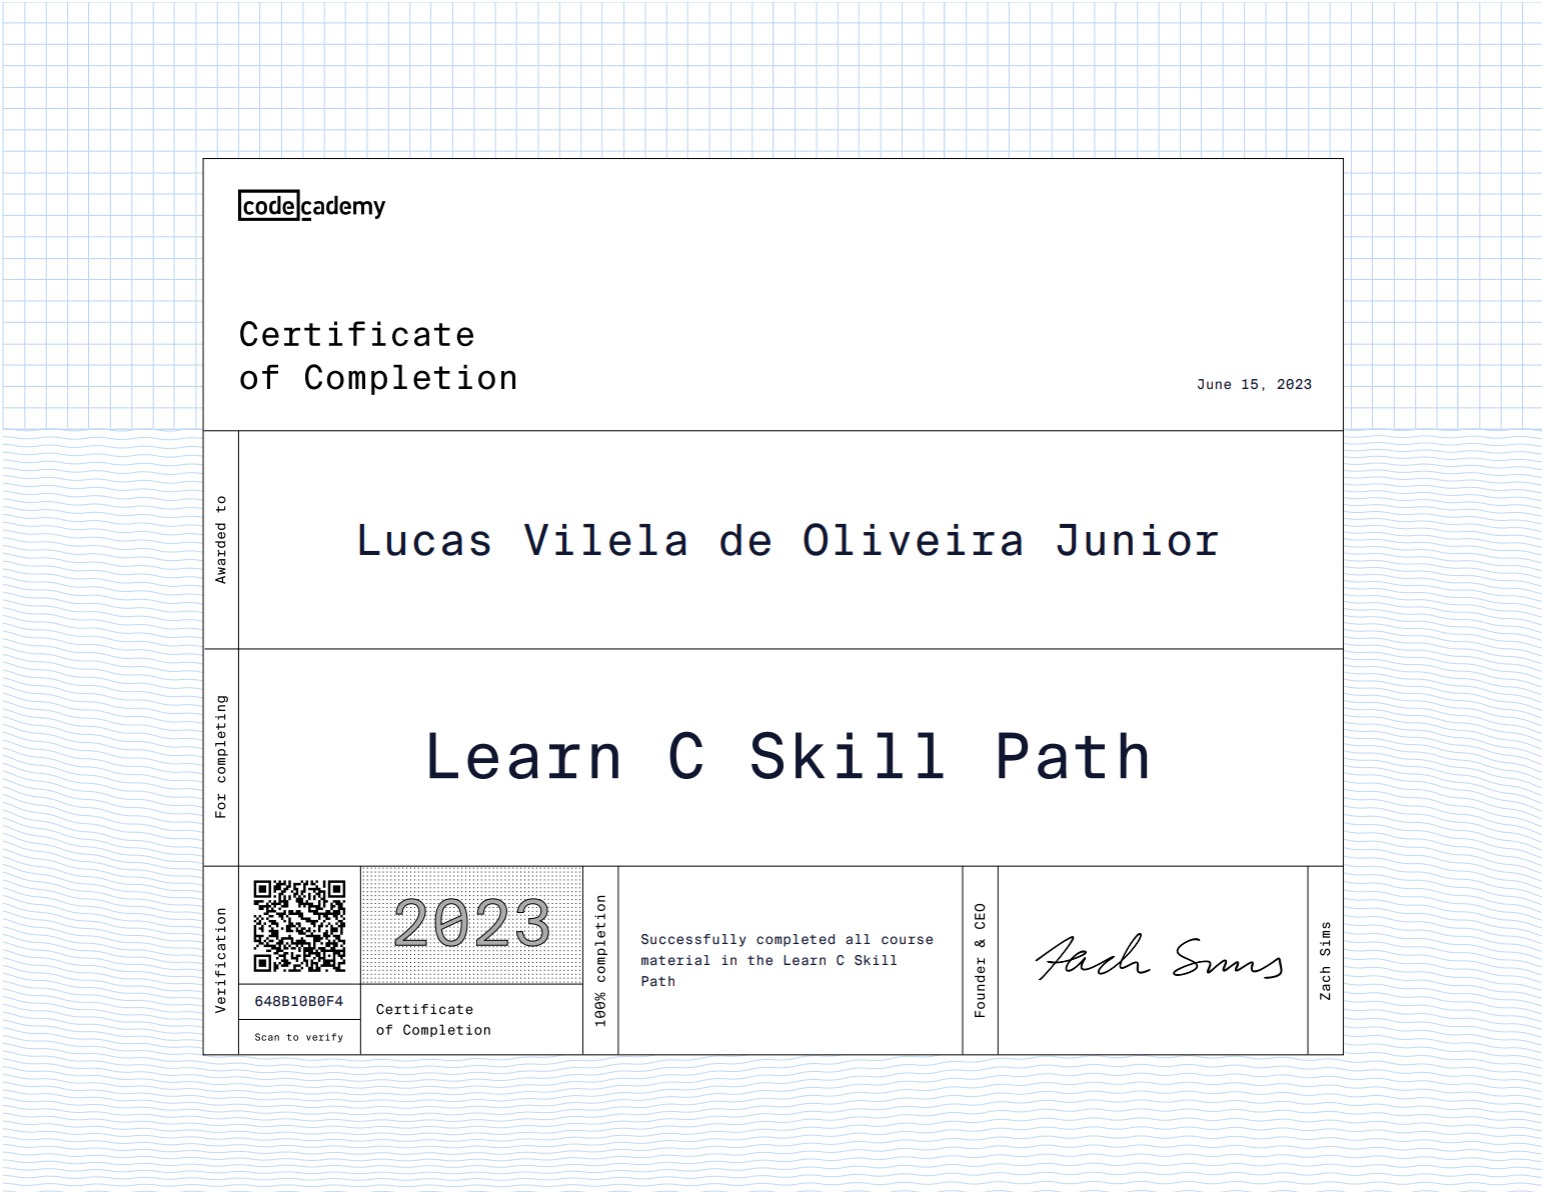 codecademy
Certificate
of Completion
June 15, 2023
Awarded to
Lucas Vilela de Oliveira Junior
For completing
Learn C Skill Path
Verification
648B10B0F4
Scan to verify
2023
Certificate
of Completion
100% completion
Successfully completed all course
material in the Learn C Skill
Path
Founder & CEO
Zach Sims
Zach Sims